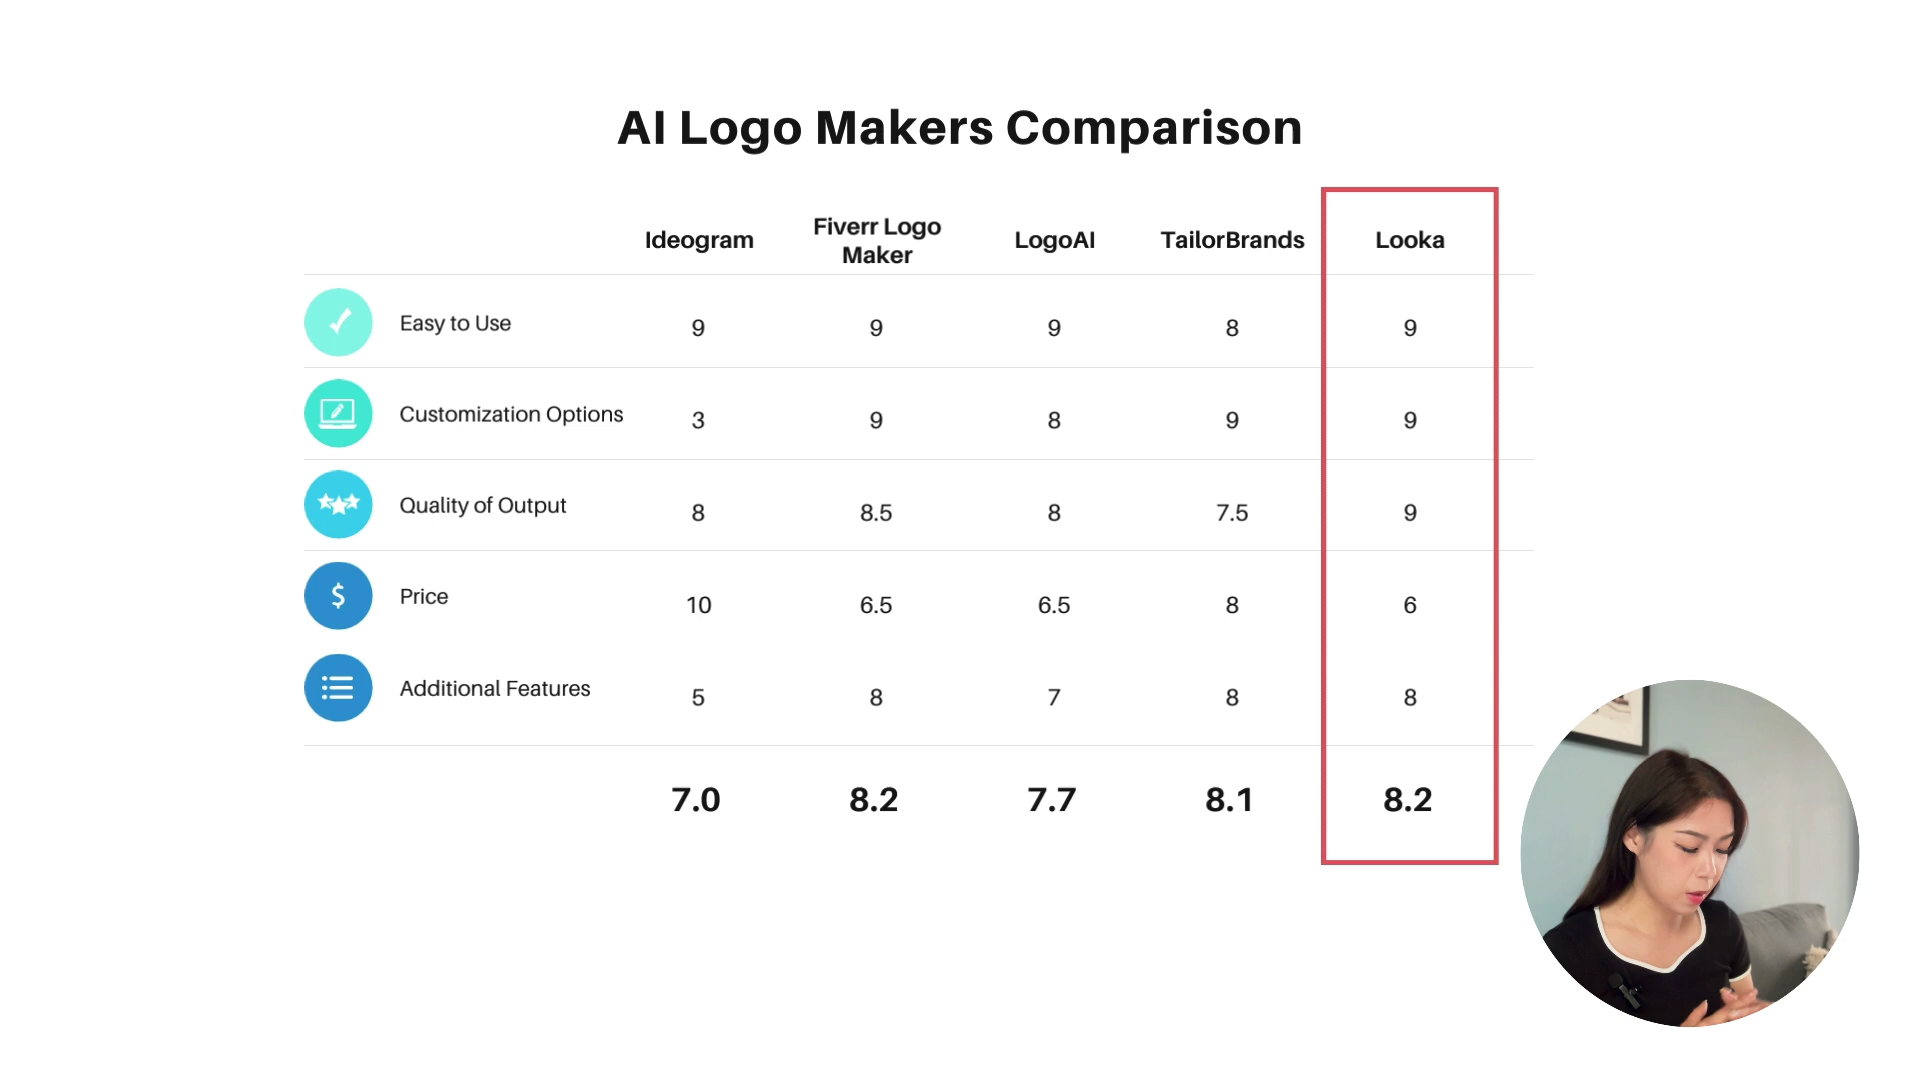 AI Logo Makers Comparison
Ideogram
Fiverr Logo
Maker
LogoAI
TailorBrands
Looka
Easy to Use 9 9 9 8 9
Customization Options 3 9 8 9 9
Quality of Output 8 8.5 8 7.5 9
$
Price 10 6.5 6.5 8 6
Additional Features 5 8 7 8 8
7.0 8.2 7.7 8.1 8.2